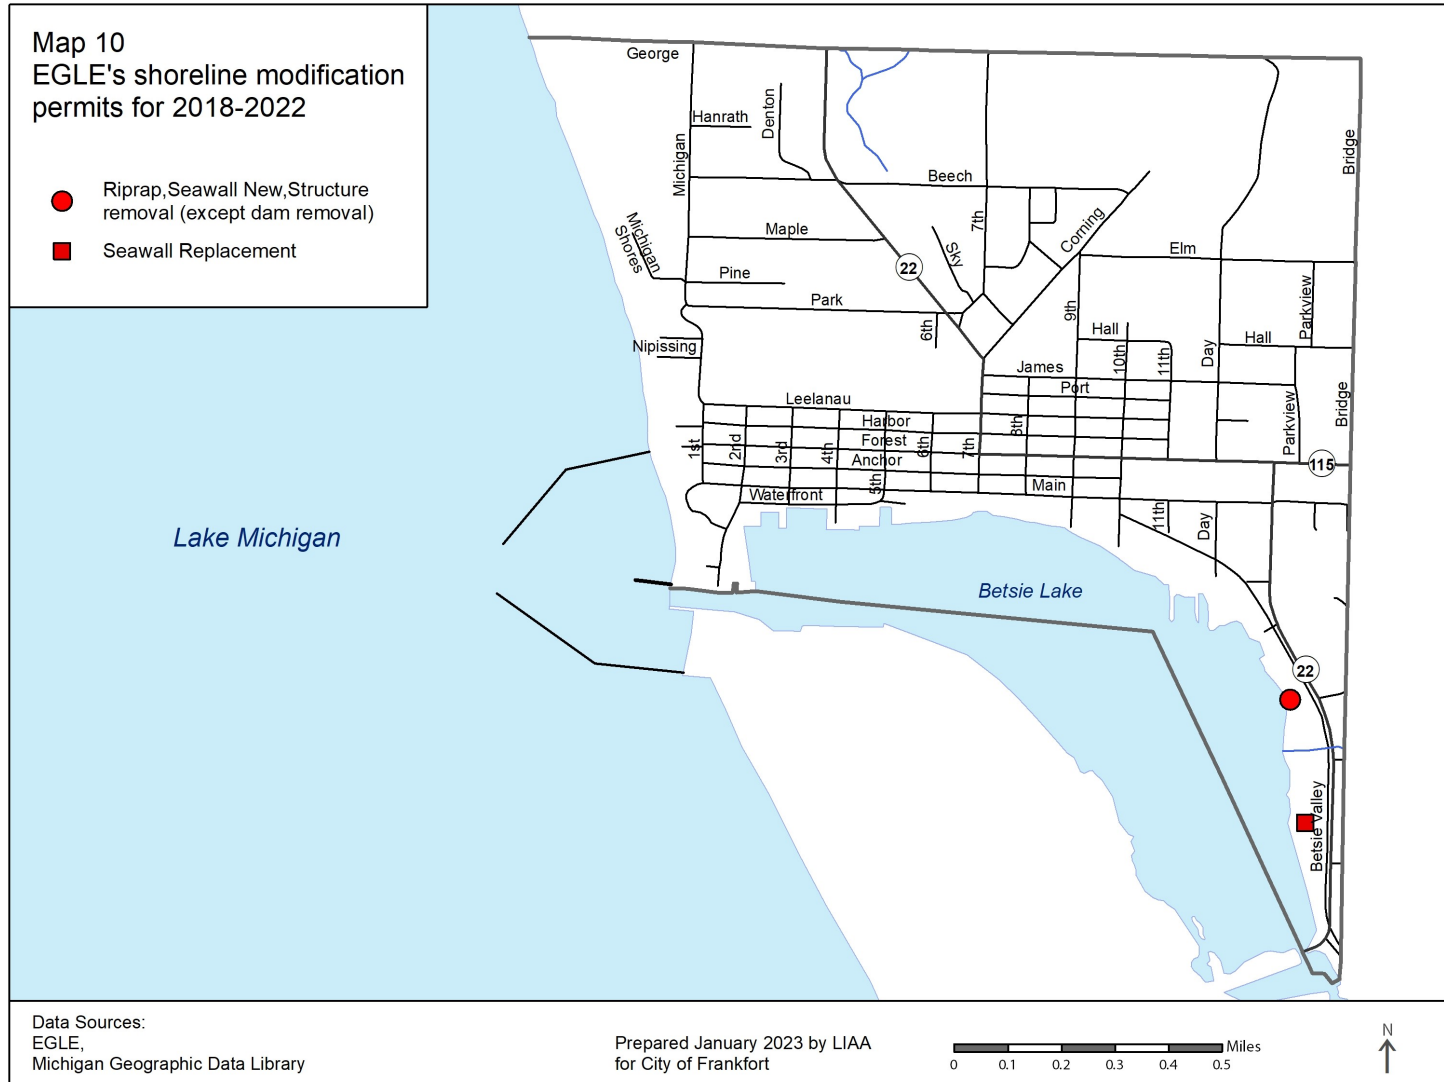 Map 10
EGLE's shoreline modification
permits for 2018-2022
Riprap,Seawall New,Structure
removal (except dam removal)
Seawall Replacement
George
Hanrath
Denton
Michigan
Bridge
Beech
Michigan
Shores
Maple
7th
Corning
Sky
22
Elm
Pine
Park
6th
9th
Parkview
Nipissing
Hall
10th
11th
Day
Hall
James
Port
Leelanau
Harbor
8th
Parkview
Bridge
Forest
1st
2nd
3rd
4th
6th
7th
Anchor
115
5th
Main
Waterfront
11th
Day
Lake Michigan
Betsie Lake
22
Betsie Valley
Data Sources:
EGLE,
Michigan Geographic Data Library
Prepared January 2023 by LIAA
for City of Frankfort
Miles
0 0.1 0.2 0.3 0.4 0.5
N